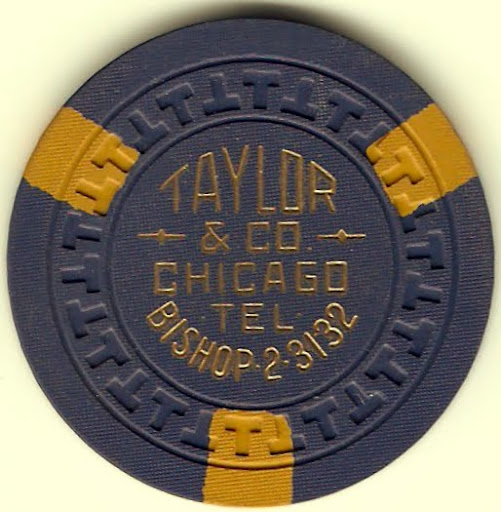 TAYLOR
& CO.
CHICAGO
TEL.
BISHOP-2-3132